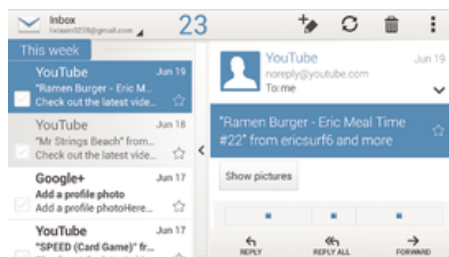 Inbox
23
This week
YouTube Jun 19
"Ramen Burger - Eric M...
Check out the latest vide...
YouTube Jun 18
"Mr Strings Beach" from...
Check out the latest vide...
Google+ Jun 17
Add a profile photo
Add a profile photoHere...
YouTube Jun 17
"SPEED (Card Game)" fr...
YouTube Jun 19
noreply@youtube.com
To: me
"Ramen Burger - Eric Meal Time
#22" from ericsurf6 and more
Show pictures
REPLY REPLY ALL FORWARD